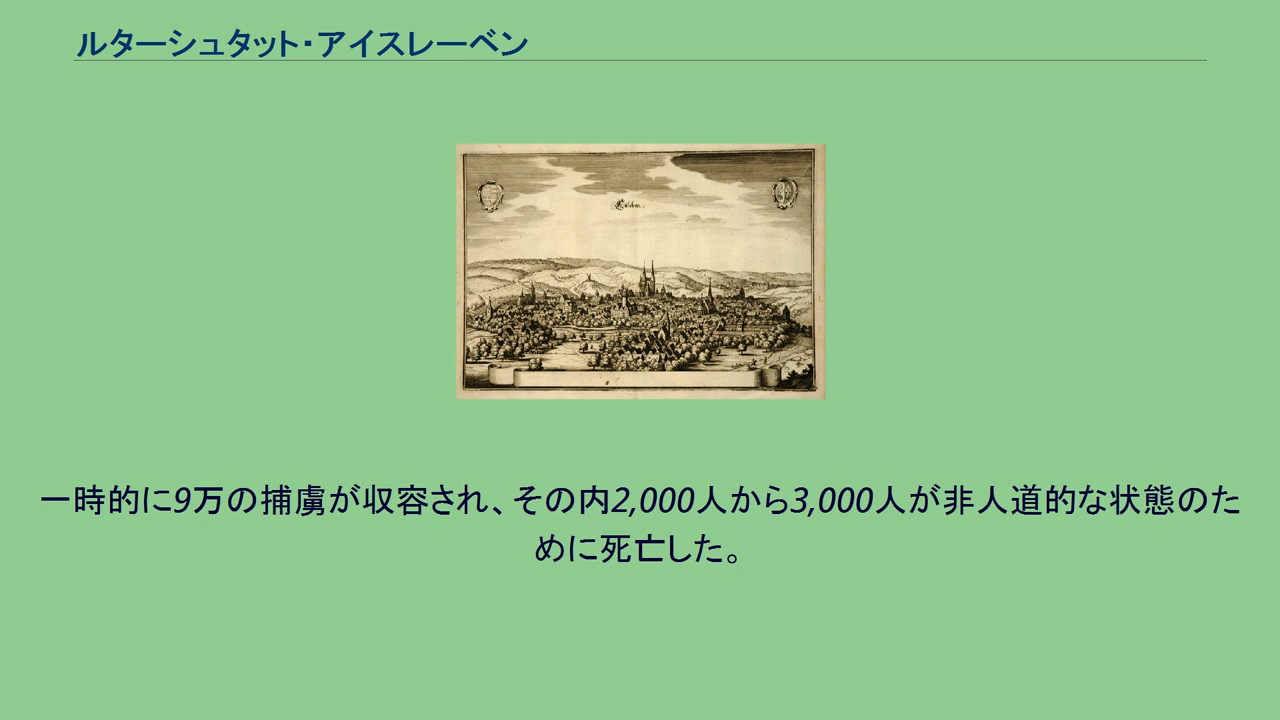 ルターシュタット・アイスレーベン
Eisleben.
一時的に9万の捕虜が収容され、その内2,000人から3,000人が非人道的な状態のた
めに死亡した。